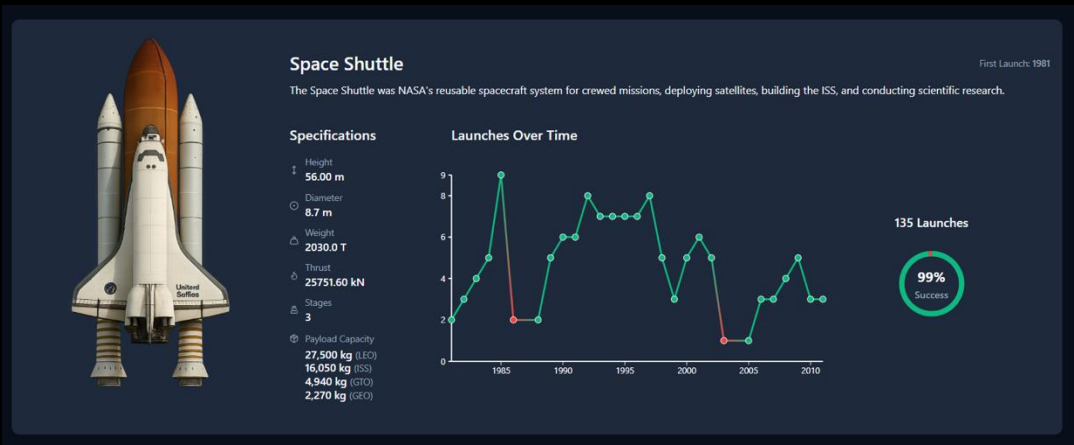 Space Shuttle
First Launch: 1981
The Space Shuttle was NASA's reusable spacecraft system for crewed missions, deploying satellites, building the ISS, and conducting scientific research.
Specifications
Height
56.00 m
Diameter
8.7 m
Weight
2030.0 T
Thrust
25751.60 kN
Stages
3
Payload Capacity
27,500 kg (LEO)
16,050 kg (ISS)
4,940 kg (GTO)
2,270 kg (GEO)
Launches Over Time
9
8
6
4
2
0
1985 1990 1995 2000 2005 2010
135 Launches
99%
Success
United